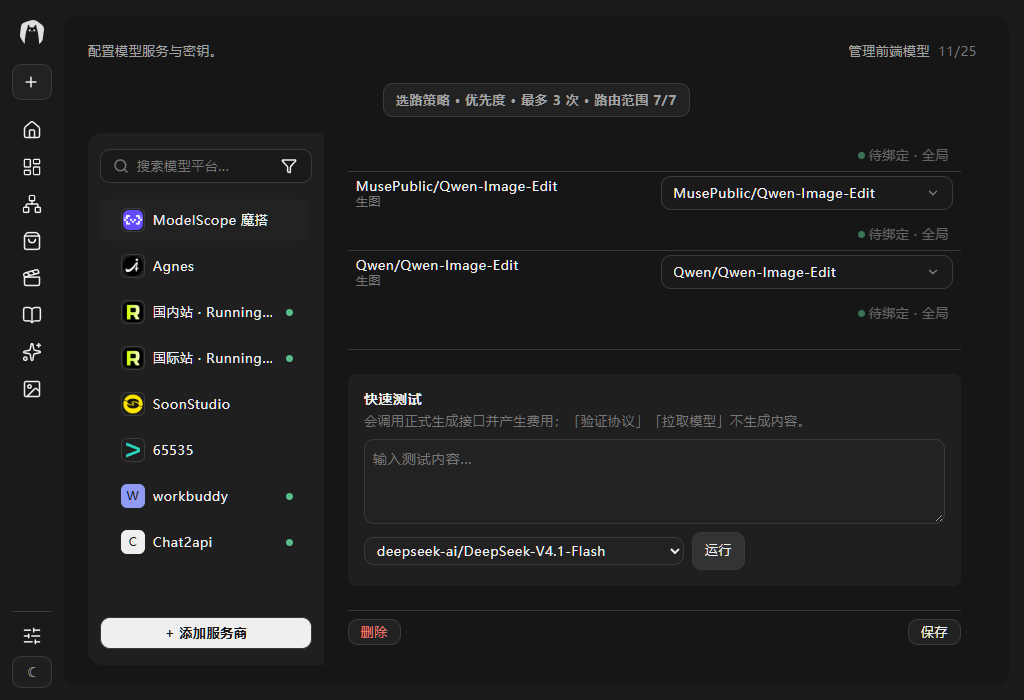 配置模型服务与密钥。
管理前端模型 11/25
选路策略 • 优先度 • 最多 3 次 • 路由范围 7/7
搜索模型平台...
ModelScope 魔搭
Agnes
国内站 · Running...
国际站 · Running...
SoonStudio
65535
W workbuddy
C Chat2api
+ 添加服务商
待绑定 · 全局
MusePublic/Qwen-Image-Edit
生图
MusePublic/Qwen-Image-Edit
待绑定 · 全局
Qwen/Qwen-Image-Edit
生图
Qwen/Qwen-Image-Edit
待绑定 · 全局
快速测试
会调用正式生成接口并产生费用；「验证协议」「拉取模型」不生成内容。
输入测试内容...
deepseek-ai/DeepSeek-V4.1-Flash
运行
删除
保存